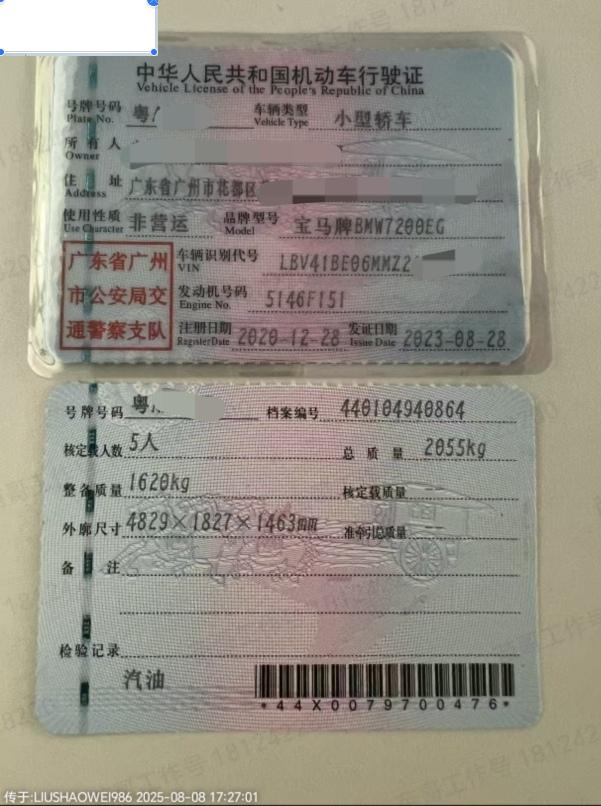 中华人民共和国机动车行驶证
Vehicle License of the People's Republic of China
号牌号码 粤 车辆类型 小型轿车
Plate No. Vehicle Type
所有人
Owner
住址 广东省广州市花都区
Address
使用性质 非营运 品牌型号 宝马牌BMW7200EG
Use Character Model
广东省广州 车辆识别代号 LBV41BE06MMZ2
市公安局交 VIN
通警察支队 发动机号码 5146F151
Engine No.
注册日期 2020-12-28 发证日期 2023-08-28
Register Date Issue Date
号牌号码 粤 档案编号 440104940864
核定载人数 5人 总质量 2055kg
整备质量 1620kg 核定载质量
外廓尺寸 4829×1827×1463mm 准牵引总质量
备注
检验记录
汽油
*44X0079700476*
传于:LIUSHAOWEI986 2025-08-08 17:27:01